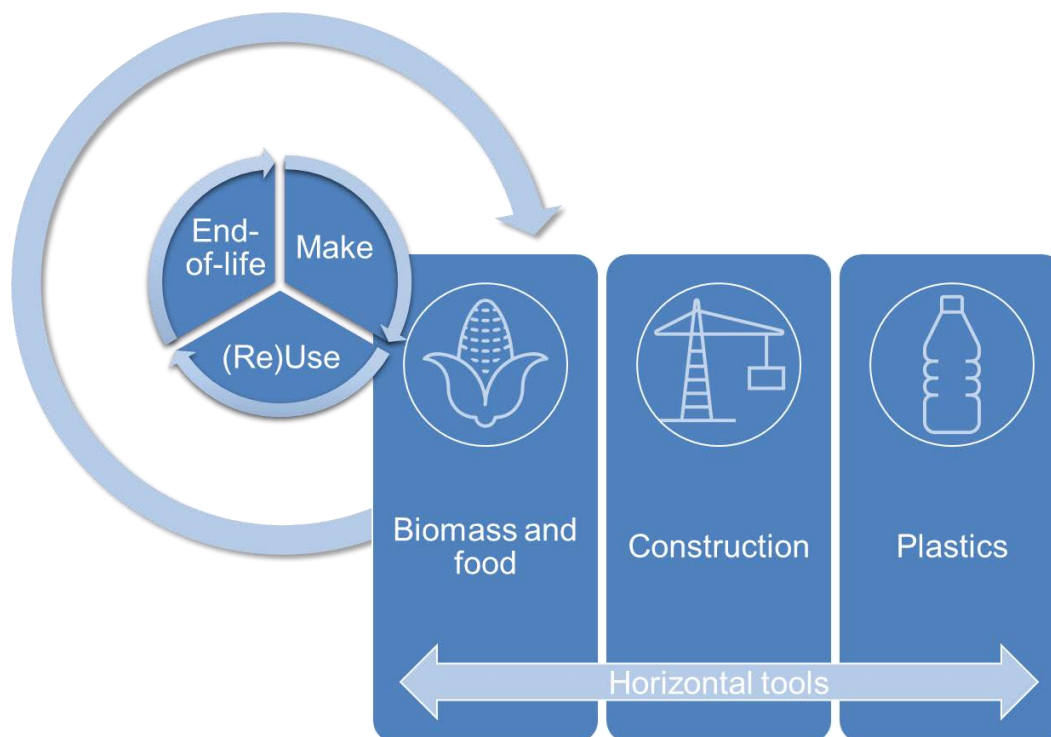 End-
of-life
Make
(Re)Use
Biomass and
food
Construction
Plastics
Horizontal tools